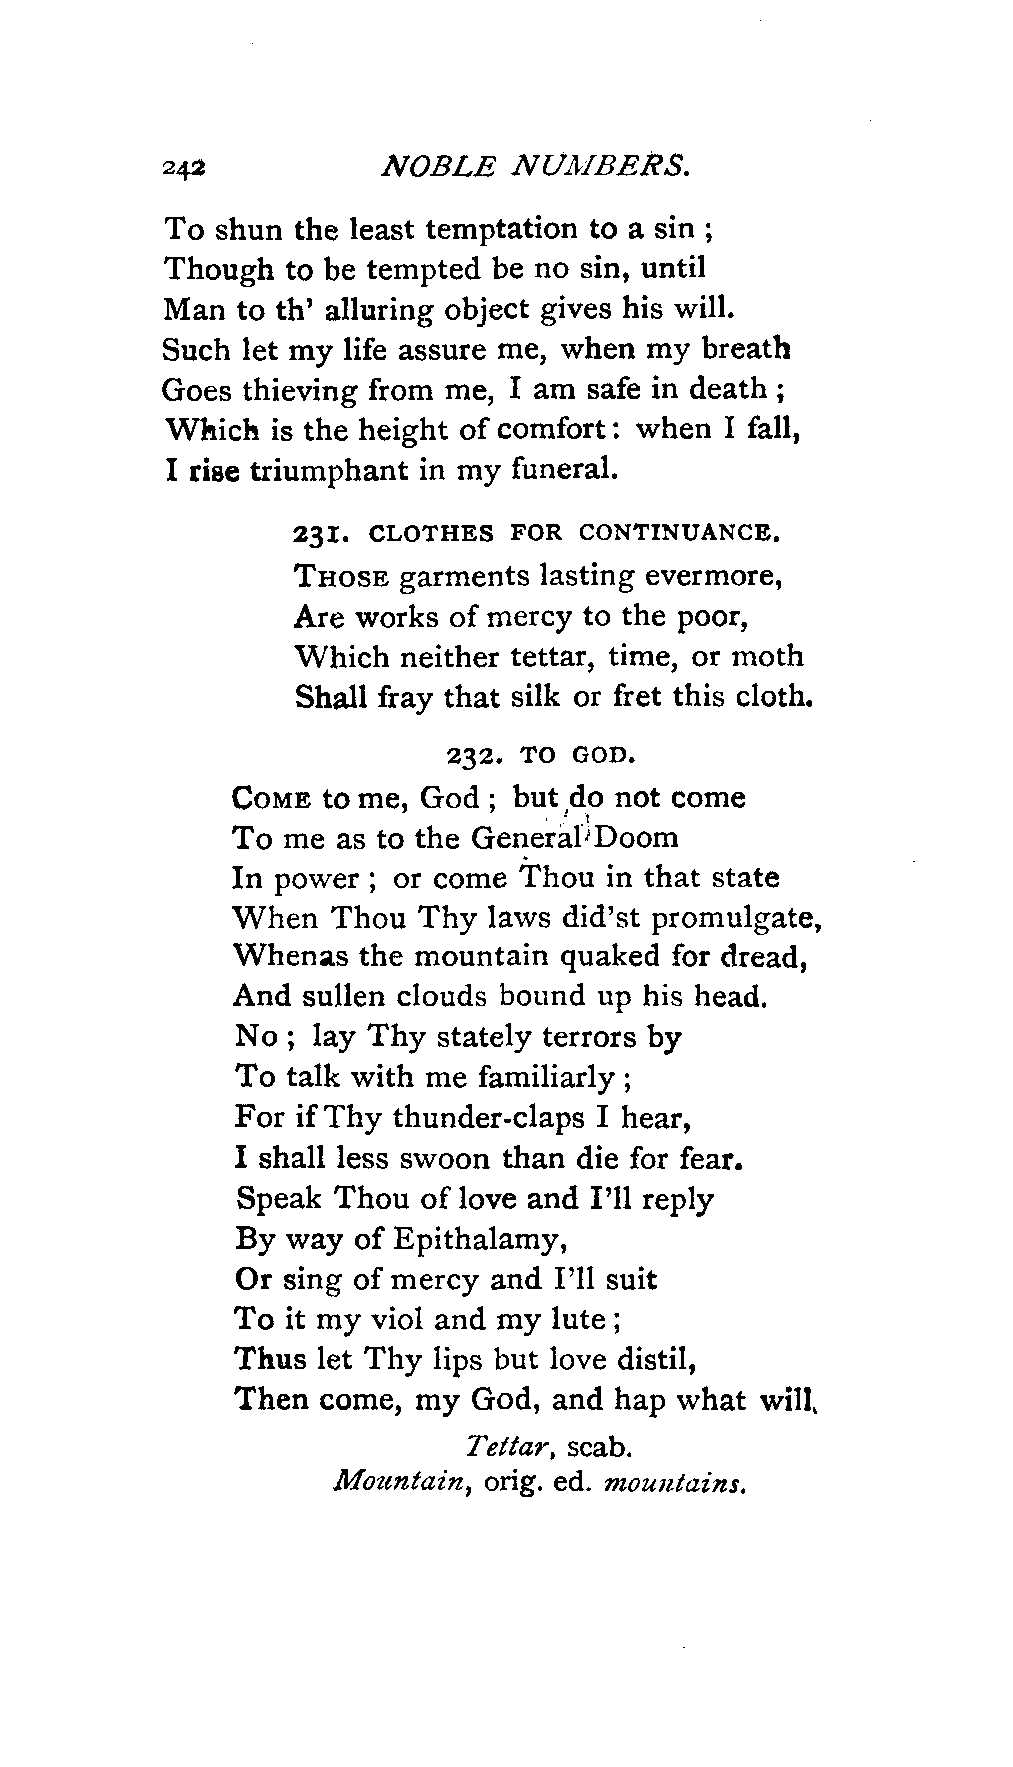 242 NOBLE NUMBERS.
To shun the least temptation to a sin ;
Though to be tempted be no sin, until
Man to th' alluring object gives his will.
Such let my life assure me, when my breath
Goes thieving from me, I am safe in death ;
Which is the height of comfort : when I fall,
I rise triumphant in my funeral.
231. CLOTHES FOR CONTINUANCE.
THOSE garments lasting evermore,
Are works of mercy to the poor,
Which neither tettar, time, or moth
Shall fray that silk or fret this cloth.
232. TO GOD.
COME to me, God ; but do not come
To me as to the General Doom
In power ; or come Thou in that state
When Thou Thy laws did'st promulgate,
Whenas the mountain quaked for dread,
And sullen clouds bound up his head.
No ; lay Thy stately terrors by
To talk with me familiarly ;
For if Thy thunder-claps I hear,
I shall less swoon than die for fear.
Speak Thou of love and I'll reply
By way of Epithalamy,
Or sing of mercy and I'll suit
To it my viol and my lute ;
Thus let Thy lips but love distil,
Then come, my God, and hap what will.
Tettar, scab.
Mountain, orig. ed. mountains.